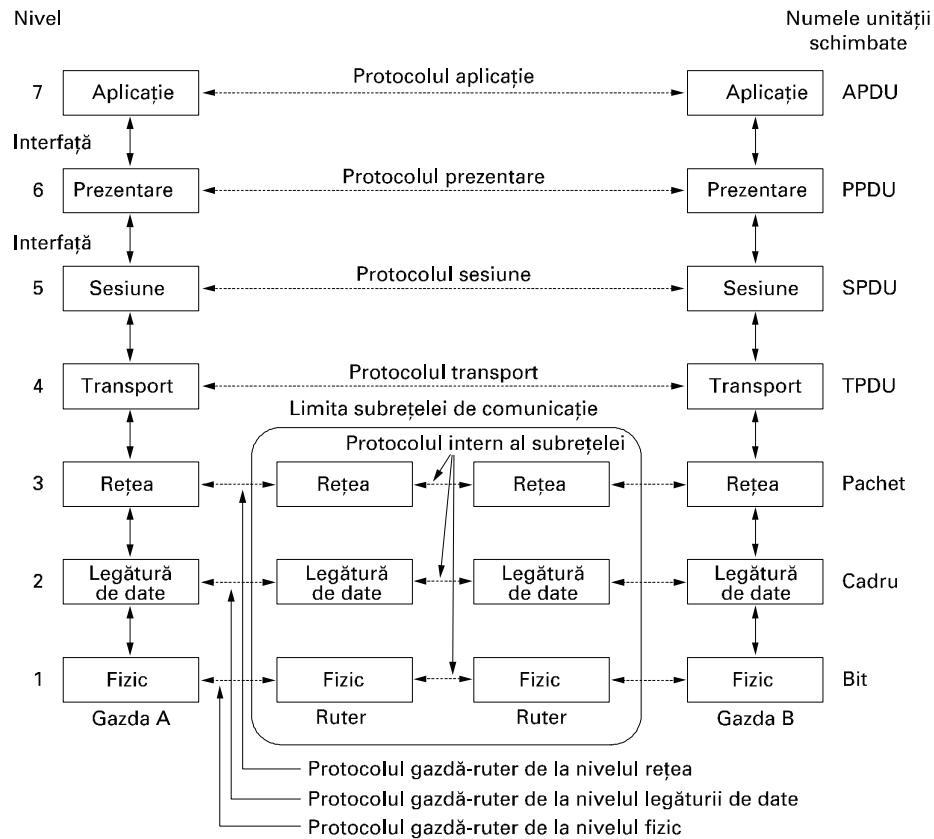 Nivel
Numele unității
schimbate
7 Aplicație Protocolul aplicație Aplicație APDU
Interfață
6 Prezentare Protocolul prezentare Prezentare PPDU
Interfață
5 Sesiune Protocolul sesiune Sesiune SPDU
4 Transport Protocolul transport Transport TPDU
Limita subrețelei de comunicație
Protocolul intern al subrețelei
3 Rețea Rețea Rețea Rețea Pachet
2 Legătură de date Legătură de date Legătură de date Legătură de date Cadru
1 Fizic Fizic Fizic Fizic Bit
Gazda A Ruter Ruter Gazda B
Protocolul gazdă-ruter de la nivelul rețea
Protocolul gazdă-ruter de la nivelul legăturii de date
Protocolul gazdă-ruter de la nivelul fizic